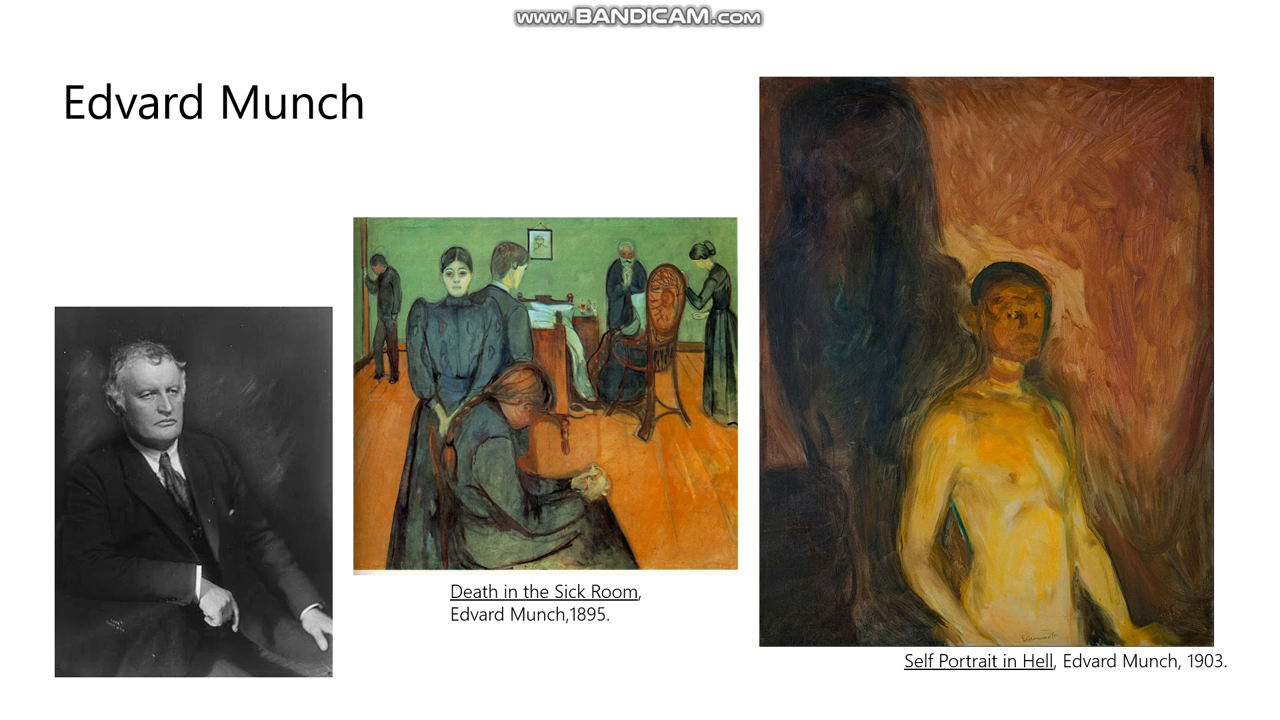 www.BANDICAM.com
Edvard Munch
Death in the Sick Room,
Edvard Munch,1895.
Self Portrait in Hell, Edvard Munch, 1903.